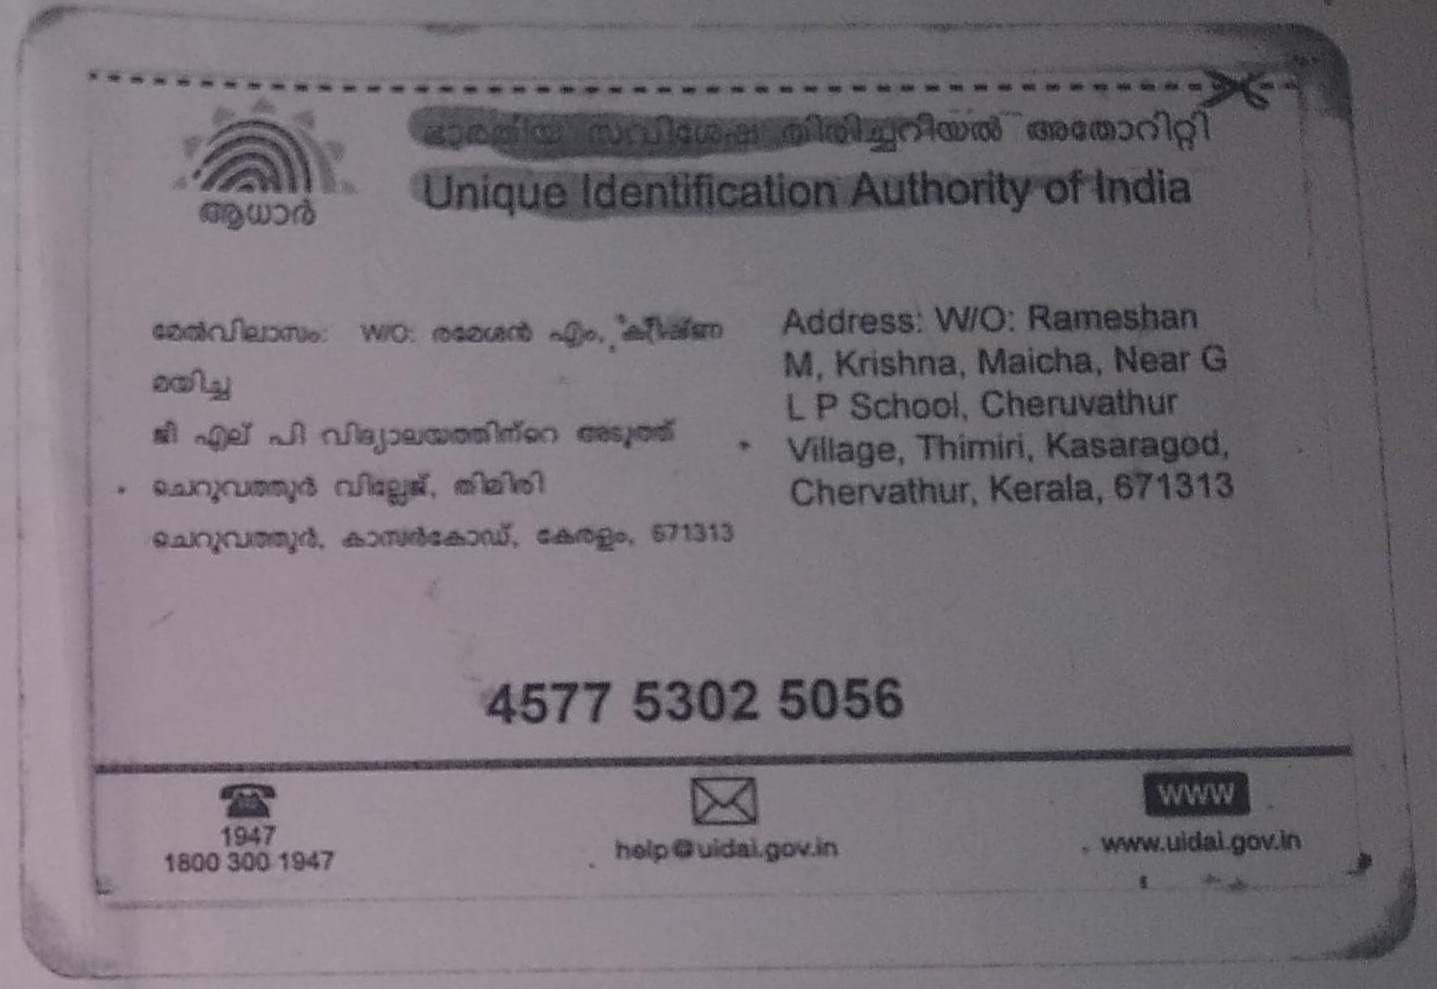 ഭാരതീയ സവിശേഷ തിരിച്ചറിയൽ അതോറിറ്റി
Unique Identification Authority of India
ആധാർ
മേൽവിലാസം: W/O: രമേശൻ എം, ക്രീഷ്ണ
മയിച്ച
ജി എല് പി വിദ്യാലയത്തിന്റെ അടുത്ത്
ചെറുവത്തൂർ വില്ലേജ്, തിമിരി
ചെറുവത്തൂർ, കാസർകോഡ്, കേരളം, 671313
Address: W/O: Rameshan
M, Krishna, Maicha, Near G
L P School, Cheruvathur
Village, Thimiri, Kasaragod,
Chervathur, Kerala, 671313
4577 5302 5056
1947
1800 300 1947
help@uidai.gov.in
www
www.uidai.gov.in